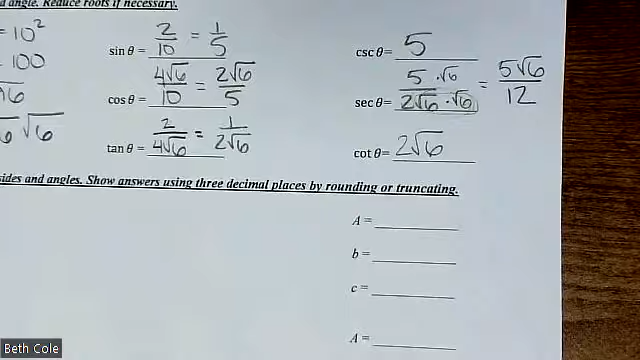 d angle. Reduce roots if necessary.
= 10²
= 100
√6
sin θ = 2/10 = 1/5
csc θ = 5
cos θ = 4√6/10 = 2√6/5
sec θ = 5 ·√6/2√6 ·√6 = 5√6/12
tan θ = 2/4√6 = 1/2√6
cot θ = 2√6
sides and angles. Show answers using three decimal places by rounding or truncating.
A =
b =
c =
A =
Beth Cole